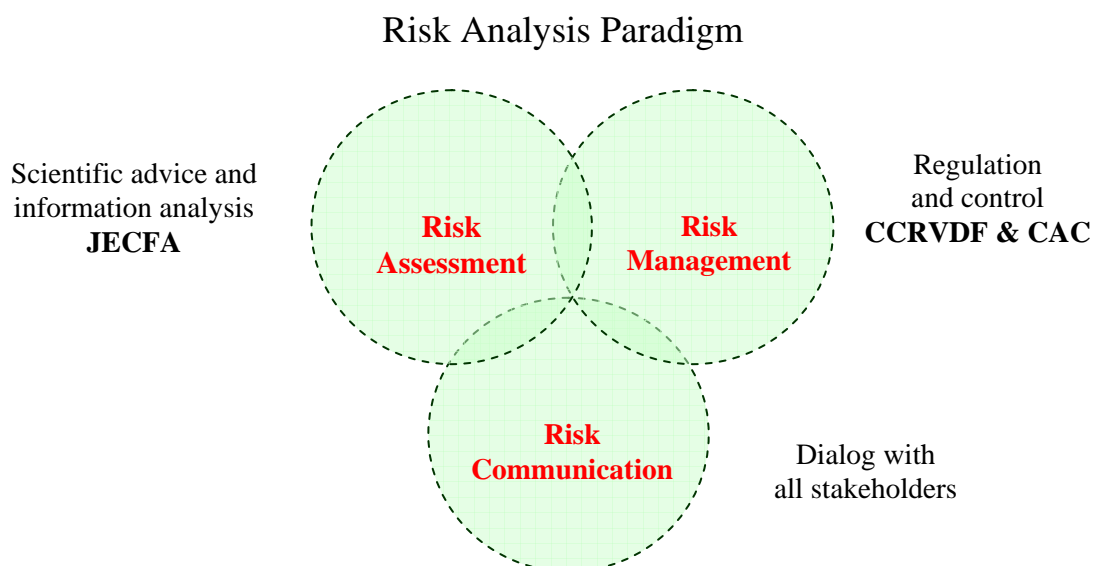 Risk Analysis Paradigm
Scientific advice and
information analysis
JECFA
Risk
Assessment
Risk
Management
Regulation
and control
CCRVDF & CAC
Risk
Communication
Dialog with
all stakeholders